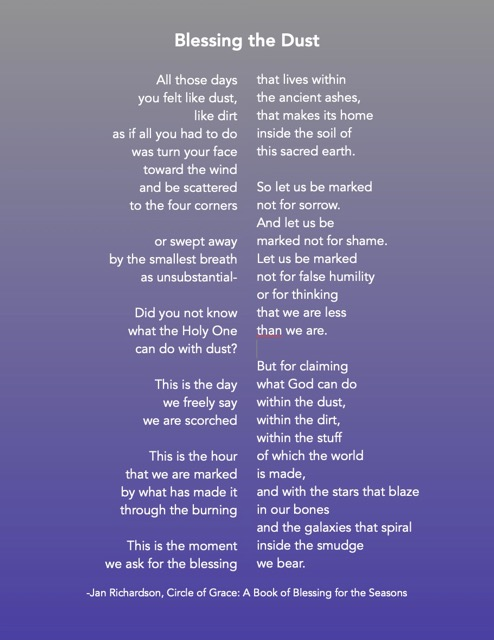 Blessing the Dust
All those days
you felt like dust,
like dirt
as if all you had to do
was turn your face
toward the wind
and be scattered
to the four corners
or swept away
by the smallest breath
as unsubstantial-
Did you not know
what the Holy One
can do with dust?
This is the day
we freely say
we are scorched
This is the hour
that we are marked
by what has made it
through the burning
This is the moment
we ask for the blessing
that lives within
the ancient ashes,
that makes its home
inside the soil of
this sacred earth.
So let us be marked
not for sorrow.
And let us be
marked not for shame.
Let us be marked
not for false humility
or for thinking
that we are less
than we are.
But for claiming
what God can do
within the dust,
within the dirt,
within the stuff
of which the world
is made,
and with the stars that blaze
in our bones
and the galaxies that spiral
inside the smudge
we bear.
-Jan Richardson, Circle of Grace: A Book of Blessing for the Seasons